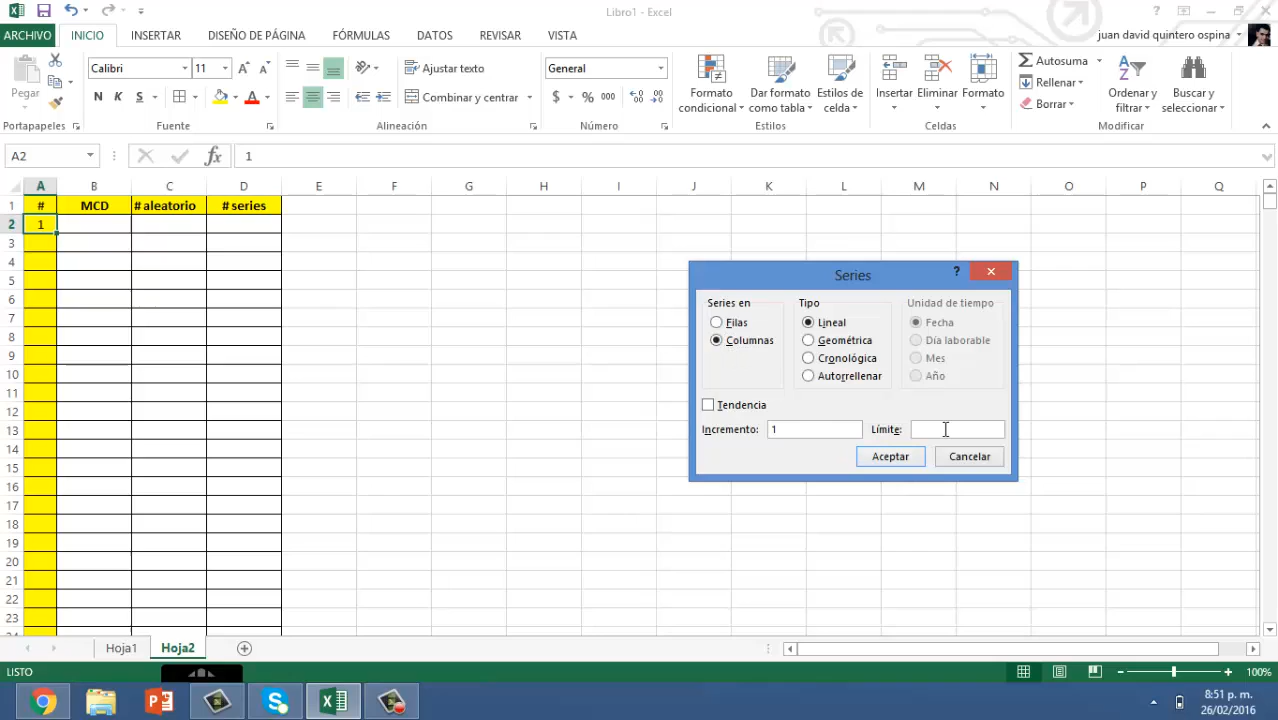 Libro1 - Excel
?
ARCHIVO INICIO INSERTAR DISEÑO DE PÁGINA FÓRMULAS DATOS REVISAR VISTA juan david quintero ospina
Pegar
Portapapeles
Calibri 11
N K S
Fuente
Ajustar texto
Combinar y centrar
Alineación
General
$ % 000
Número
Formato condicional
Dar formato como tabla
Estilos de celda
Estilos
Insertar Eliminar Formato
Celdas
Autosuma
Rellenar
Borrar
Ordenar y filtrar
Buscar y seleccionar
Modificar
A2 fx 1
A B C D E F G H I J K L M N O P Q
1 # MCD # aleatorio # series
2 1
3
4
5
6
7
8
9
10
11
12
13
14
15
16
17
18
19
20
21
22
23
Series ?
Series en Tipo Unidad de tiempo
Filas Lineal Fecha
Columnas Geométrica Día laborable
Cronológica Mes
Autorrellenar Año
Tendencia
Incremento: 1 Límite:
Aceptar Cancelar
Hoja1 Hoja2
LISTO 100%
8:51 p. m.
26/02/2016